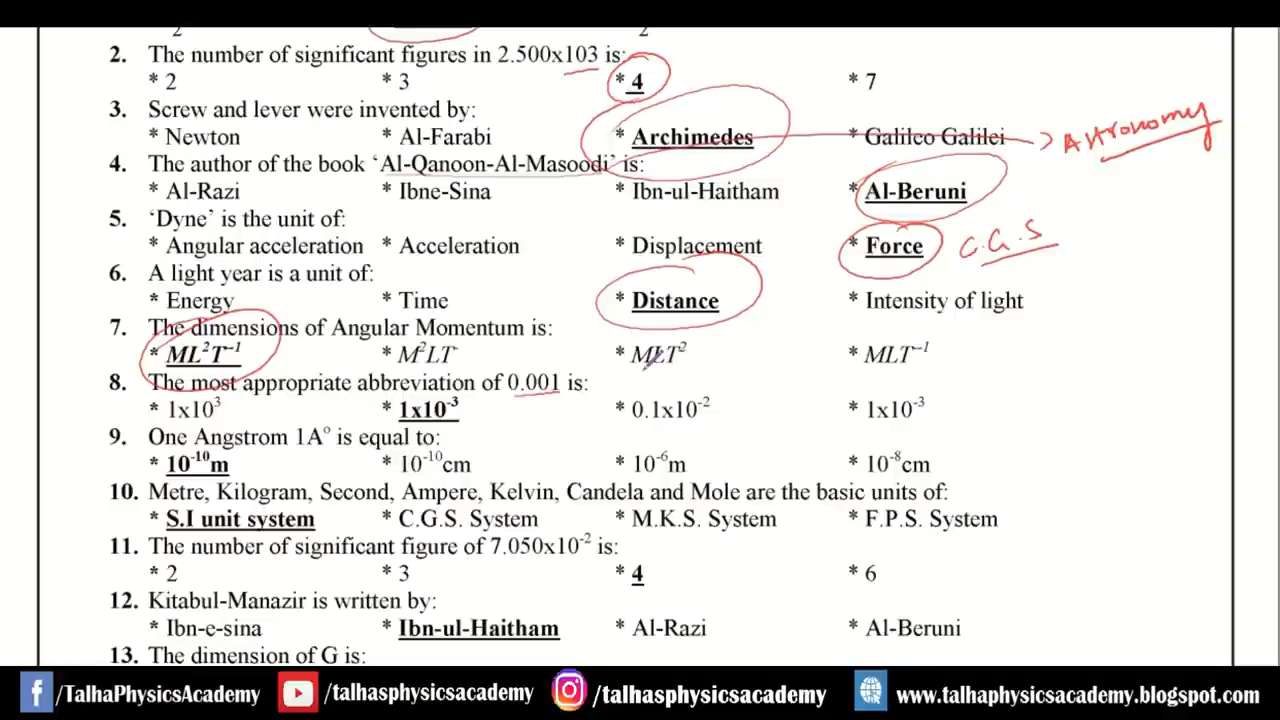 2
2
2. The number of significant figures in 2.500x103 is:
* 2 * 3 * 4 * 7
3. Screw and lever were invented by:
* Newton * Al-Farabi * Archimedes * Galileo Galilei Astronomy
4. The author of the book ‘Al-Qanoon-Al-Masoodi’ is:
* Al-Razi * Ibne-Sina * Ibn-ul-Haitham * Al-Beruni
5. ‘Dyne’ is the unit of:
* Angular acceleration * Acceleration * Displacement * Force C.G.S
6. A light year is a unit of:
* Energy * Time * Distance * Intensity of light
7. The dimensions of Angular Momentum is:
* ML²T⁻¹ * M²LT * MLT² * MLT⁻¹
8. The most appropriate abbreviation of 0.001 is:
* 1x10³ * 1x10⁻³ * 0.1x10⁻² * 1x10⁻³
9. One Angstrom 1A° is equal to:
* 10⁻¹⁰m * 10⁻¹⁰cm * 10⁻⁶m * 10⁻⁸cm
10. Metre, Kilogram, Second, Ampere, Kelvin, Candela and Mole are the basic units of:
* S.I unit system * C.G.S. System * M.K.S. System * F.P.S. System
11. The number of significant figure of 7.050x10⁻² is:
* 2 * 3 * 4 * 6
12. Kitabul-Manazir is written by:
* Ibn-e-sina * Ibn-ul-Haitham * Al-Razi * Al-Beruni
13. The dimension of G is:
/TalhaPhysicsAcademy /talhasphysicsacademy /talhasphysicsacademy www.talhaphysicsacademy.blogspot.com